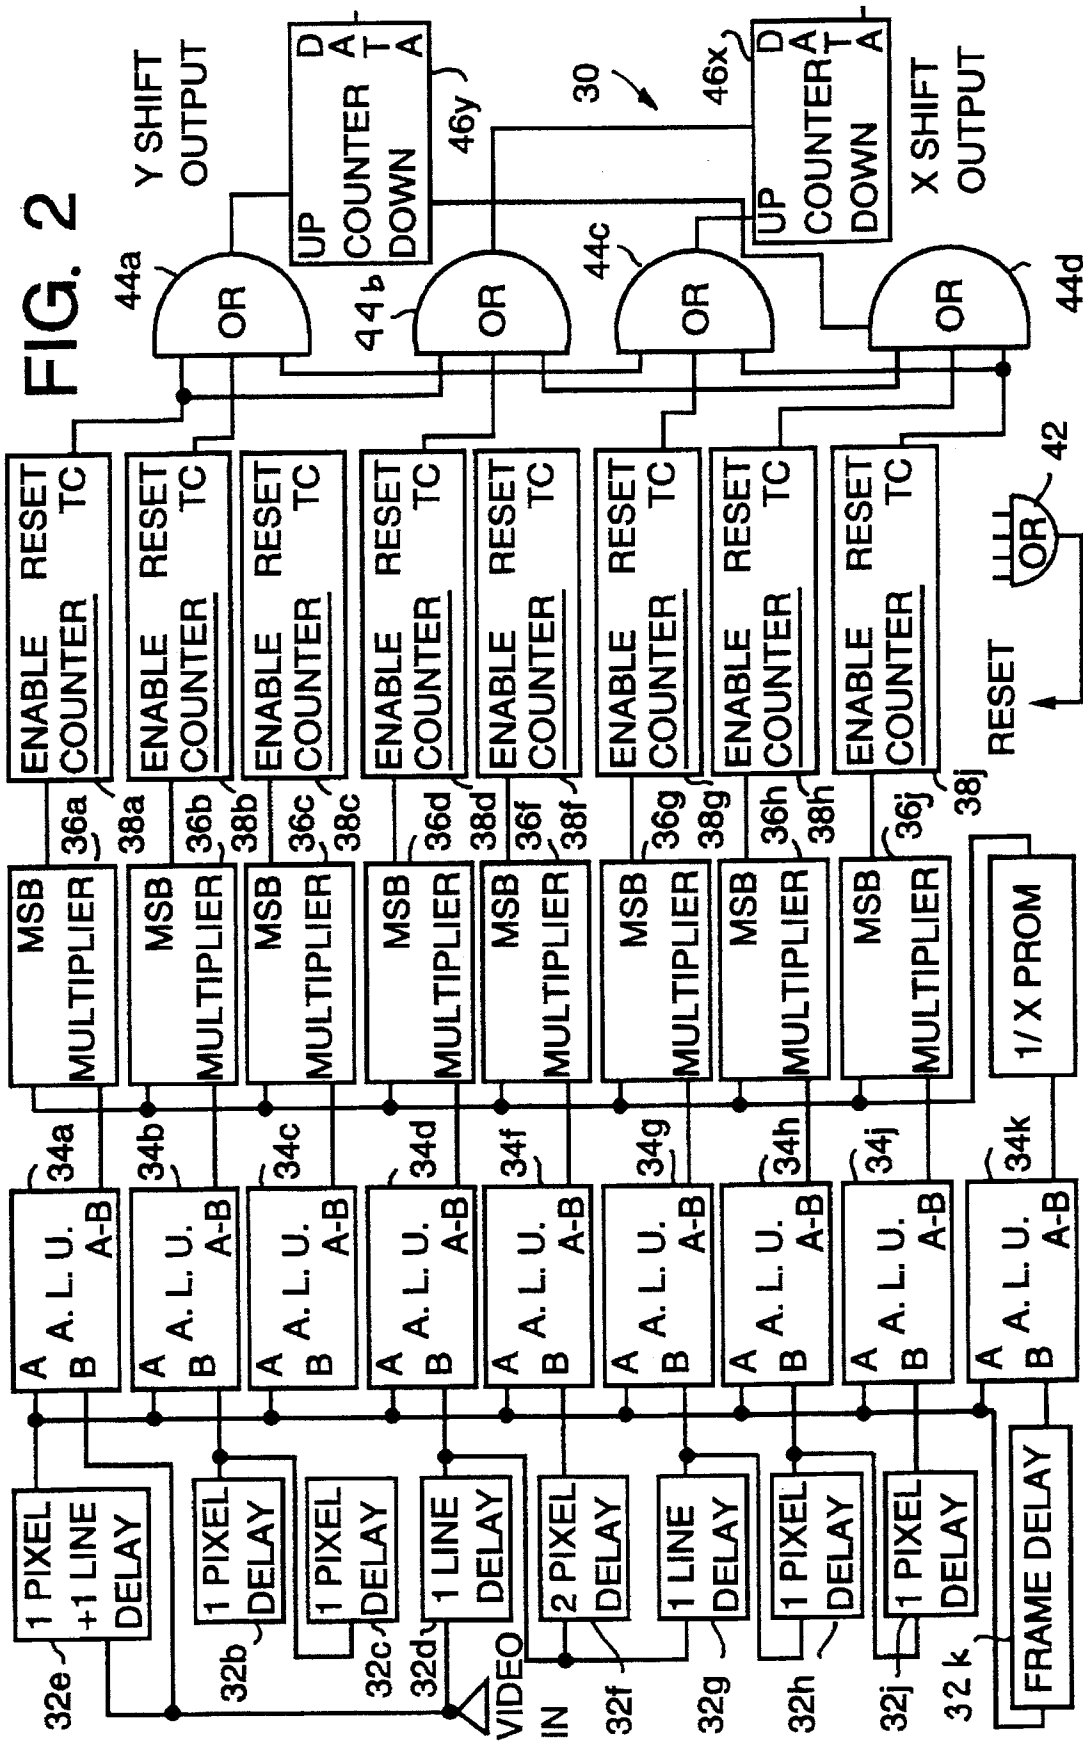 FIG. 2
1 PIXEL
+1 LINE
DELAY
32e
1 PIXEL
DELAY
32b
1 PIXEL
DELAY
32c
1 LINE
DELAY
32d
VIDEO
IN
2 PIXEL
DELAY
32f
1 LINE
DELAY
32g
1 PIXEL
DELAY
32h
1 PIXEL
DELAY
32j
FRAME DELAY
32k
A
A. L. U.
B
A-B
34a
A
A. L. U.
B
A-B
34b
A
A. L. U.
B
A-B
34c
A
A. L. U.
B
A-B
34d
A
A. L. U.
B
A-B
34f
A
A. L. U.
B
A-B
34g
A
A. L. U.
B
A-B
34h
A
A. L. U.
B
A-B
34j
A
A. L. U.
B
A-B
34k
MSB
MULTIPLIER
36a
MSB
MULTIPLIER
36b
MSB
MULTIPLIER
36c
MSB
MULTIPLIER
36d
MSB
MULTIPLIER
36f
MSB
MULTIPLIER
36g
MSB
MULTIPLIER
36h
MSB
MULTIPLIER
36j
1/ X PROM
ENABLE RESET
COUNTER TC
38a
ENABLE RESET
COUNTER TC
38b
ENABLE RESET
COUNTER TC
38c
ENABLE RESET
COUNTER TC
38d
ENABLE RESET
COUNTER TC
38f
ENABLE RESET
COUNTER TC
38g
ENABLE RESET
COUNTER TC
38h
ENABLE RESET
COUNTER TC
38j
RESET
OR
42
OR
44a
OR
44b
OR
44c
OR
44d
Y SHIFT
OUTPUT
UP
COUNTER
DOWN
DATA
46y
30
UP
COUNTER
DOWN
DATA
46x
X SHIFT
OUTPUT